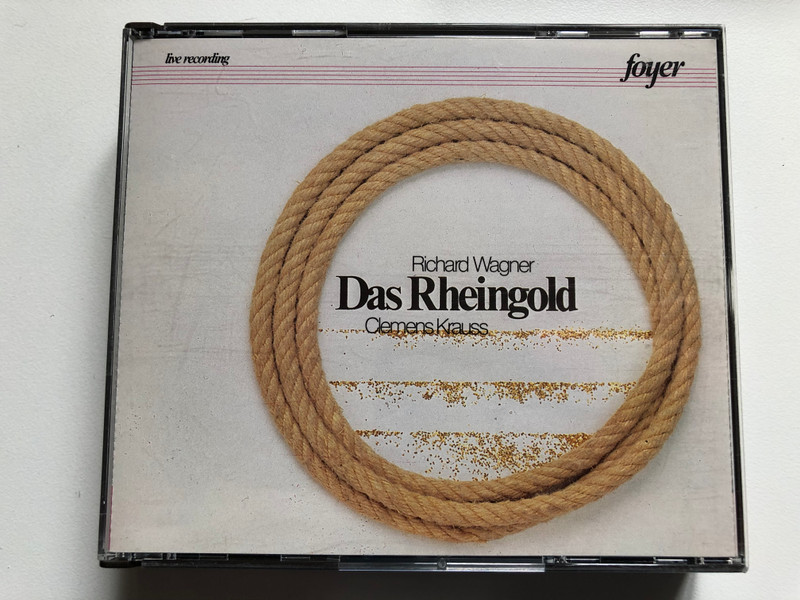 live recording
foyer
Richard Wagner
Das Rheingold
Clemens Krauss